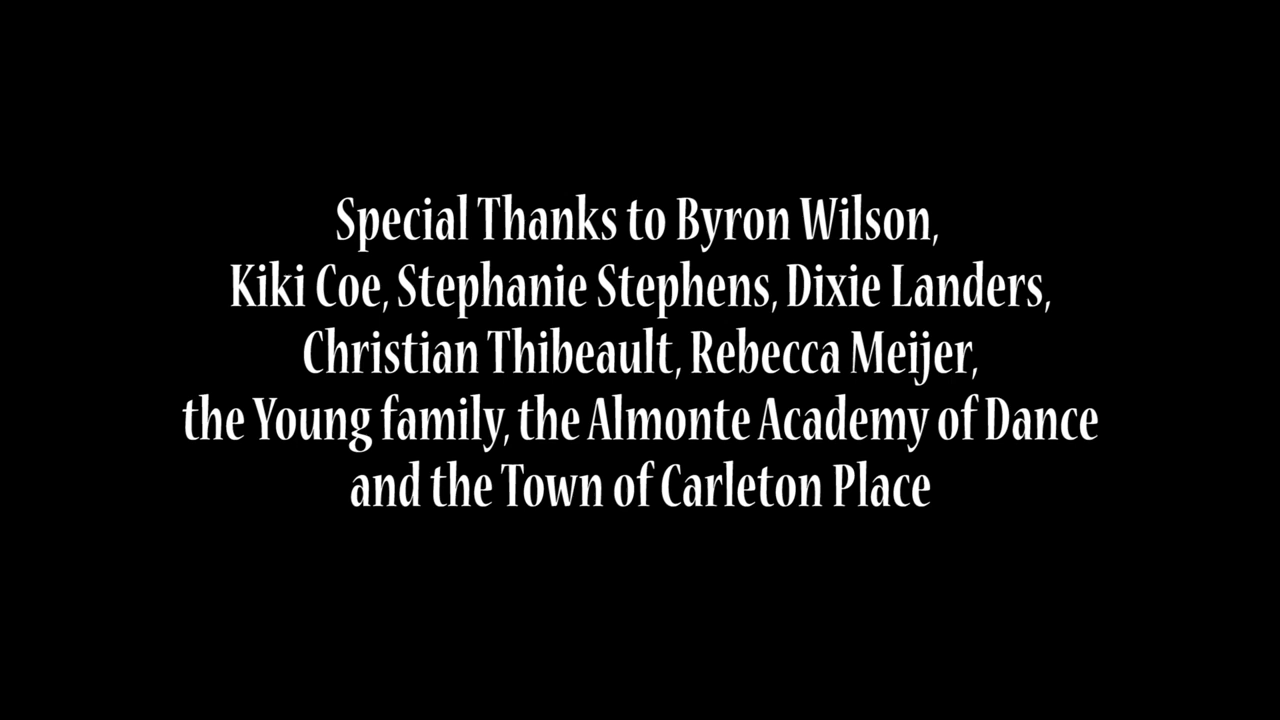 Special Thanks to Byron Wilson,
Kiki Coe, Stephanie Stephens, Dixie Landers,
Christian Thibeault, Rebecca Meijer,
the Young family, the Almonte Academy of Dance
and the Town of Carleton Place